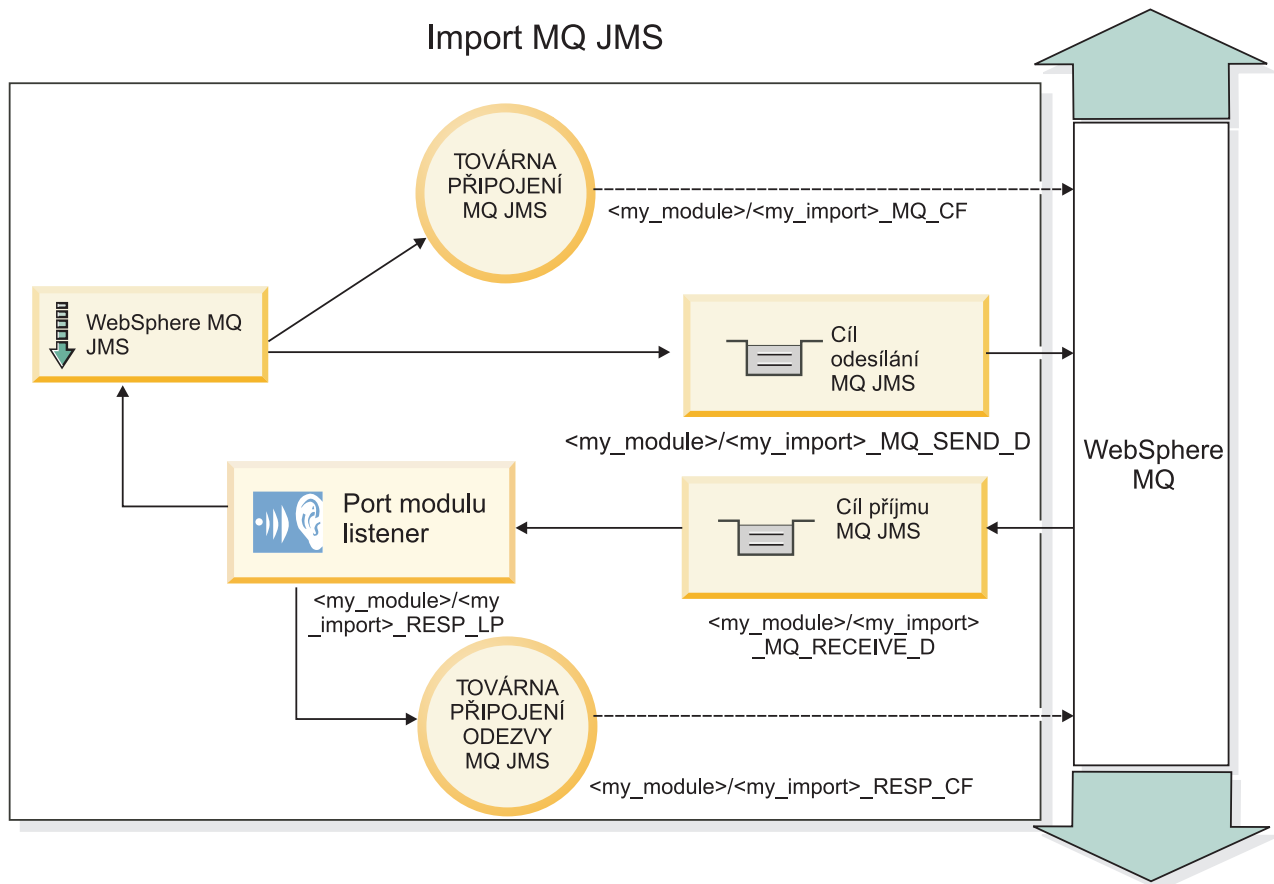 Import MQ JMS
TOVÁRNA
PŘIPOJENÍ
MQ JMS
<my_module>/<my_import>_MQ_CF
WebSphere MQ
JMS
Cíl
odesílání
MQ JMS
<my_module>/<my_import>_MQ_SEND_D
WebSphere
MQ
Port modulu
listener
Cíl příjmu
MQ JMS
<my_module>/<my
_import>_RESP_LP
<my_module>/<my_import>
_MQ_RECEIVE_D
TOVÁRNA
PŘIPOJENÍ
ODEZVY
MQ JMS
<my_module>/<my_import>_RESP_CF